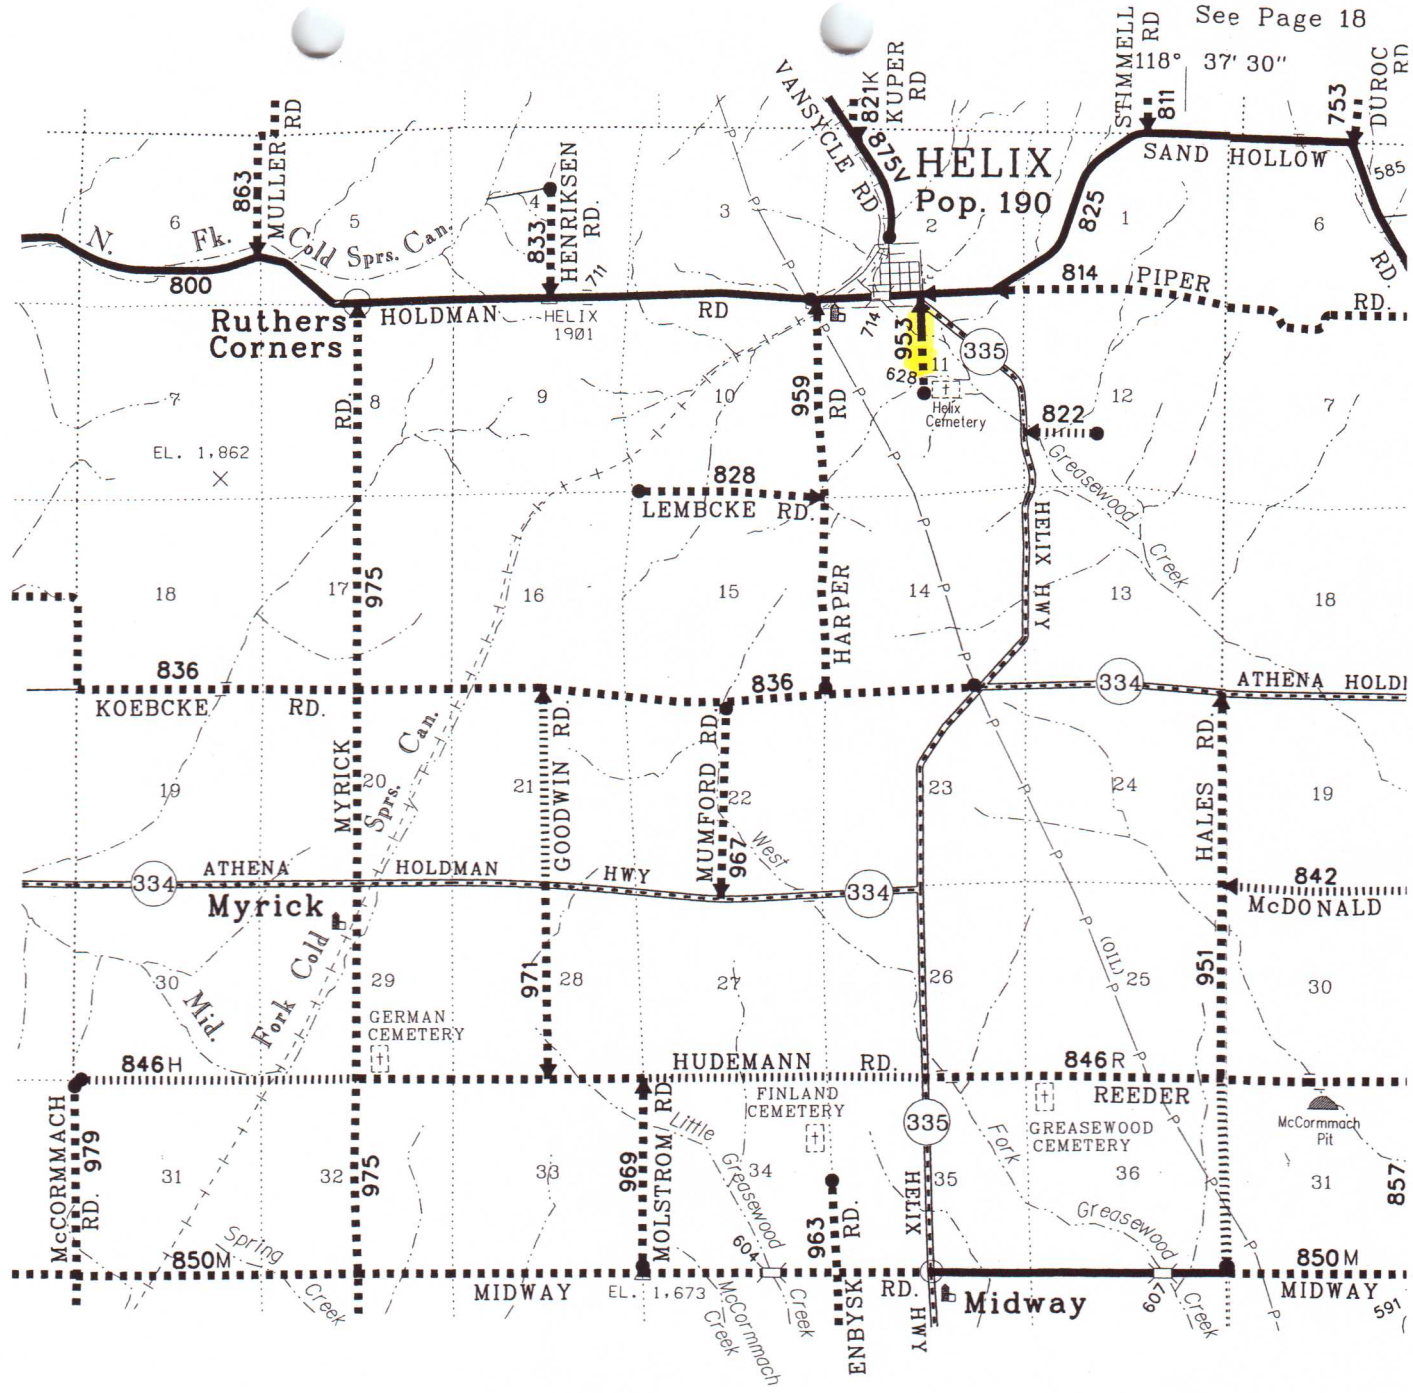 See Page 18
118° 37' 30"
STIMMELL RD
811
753
DUROC RD
821K
KUPER RD
VANSYCLE RD
875V
HELIX
Pop. 190
SAND HOLLOW RD.
585
825
863
MULLER RD
833
HENRIKSEN RD.
711
6
5
4
3
2
1
6
N. Fk. Cold Sprs. Can.
800
814
PIPER RD.
Ruthers
Corners
HOLDMAN RD
HELIX
1901
714
953
335
628
11
Helix
Cemetery
959
7
8
9
10
12
7
822
EL. 1,862
828
LEMBCKE RD.
Greasewood Creek
HELIX HWY
18
17
975
16
15
HARPER RD
14
13
18
836
KOEBCKE RD.
836
334
ATHENA HOLDI
MYRICK RD.
19
20
Sprs. Can.
21
GOODWIN RD.
MUMFORD RD
22
967
West
23
24
HALES RD
19
334
ATHENA HOLDMAN HWY
334
842
McDONALD
Myrick
30
Mid. Fork Cold
29
971
28
27
26
(OIL)
25
951
30
GERMAN
CEMETERY
846H
HUDEMANN RD.
846R
REEDER
FINLAND
CEMETERY
GREASEWOOD
CEMETERY
McCormmach
Pit
McCORMMACH RD.
979
31
32
975
33
969
MOLSTROM RD
Little Greasewood Creek
34
335
HELIX HWY
35
Fork
36
Greasewood Creek
31
857
963
ENBYSK RD.
604
Spring Creek
850M
MIDWAY RD.
EL. 1,673
McCormmach Creek
Midway
607
850M
MIDWAY
591
P P P P P P P P P P P P